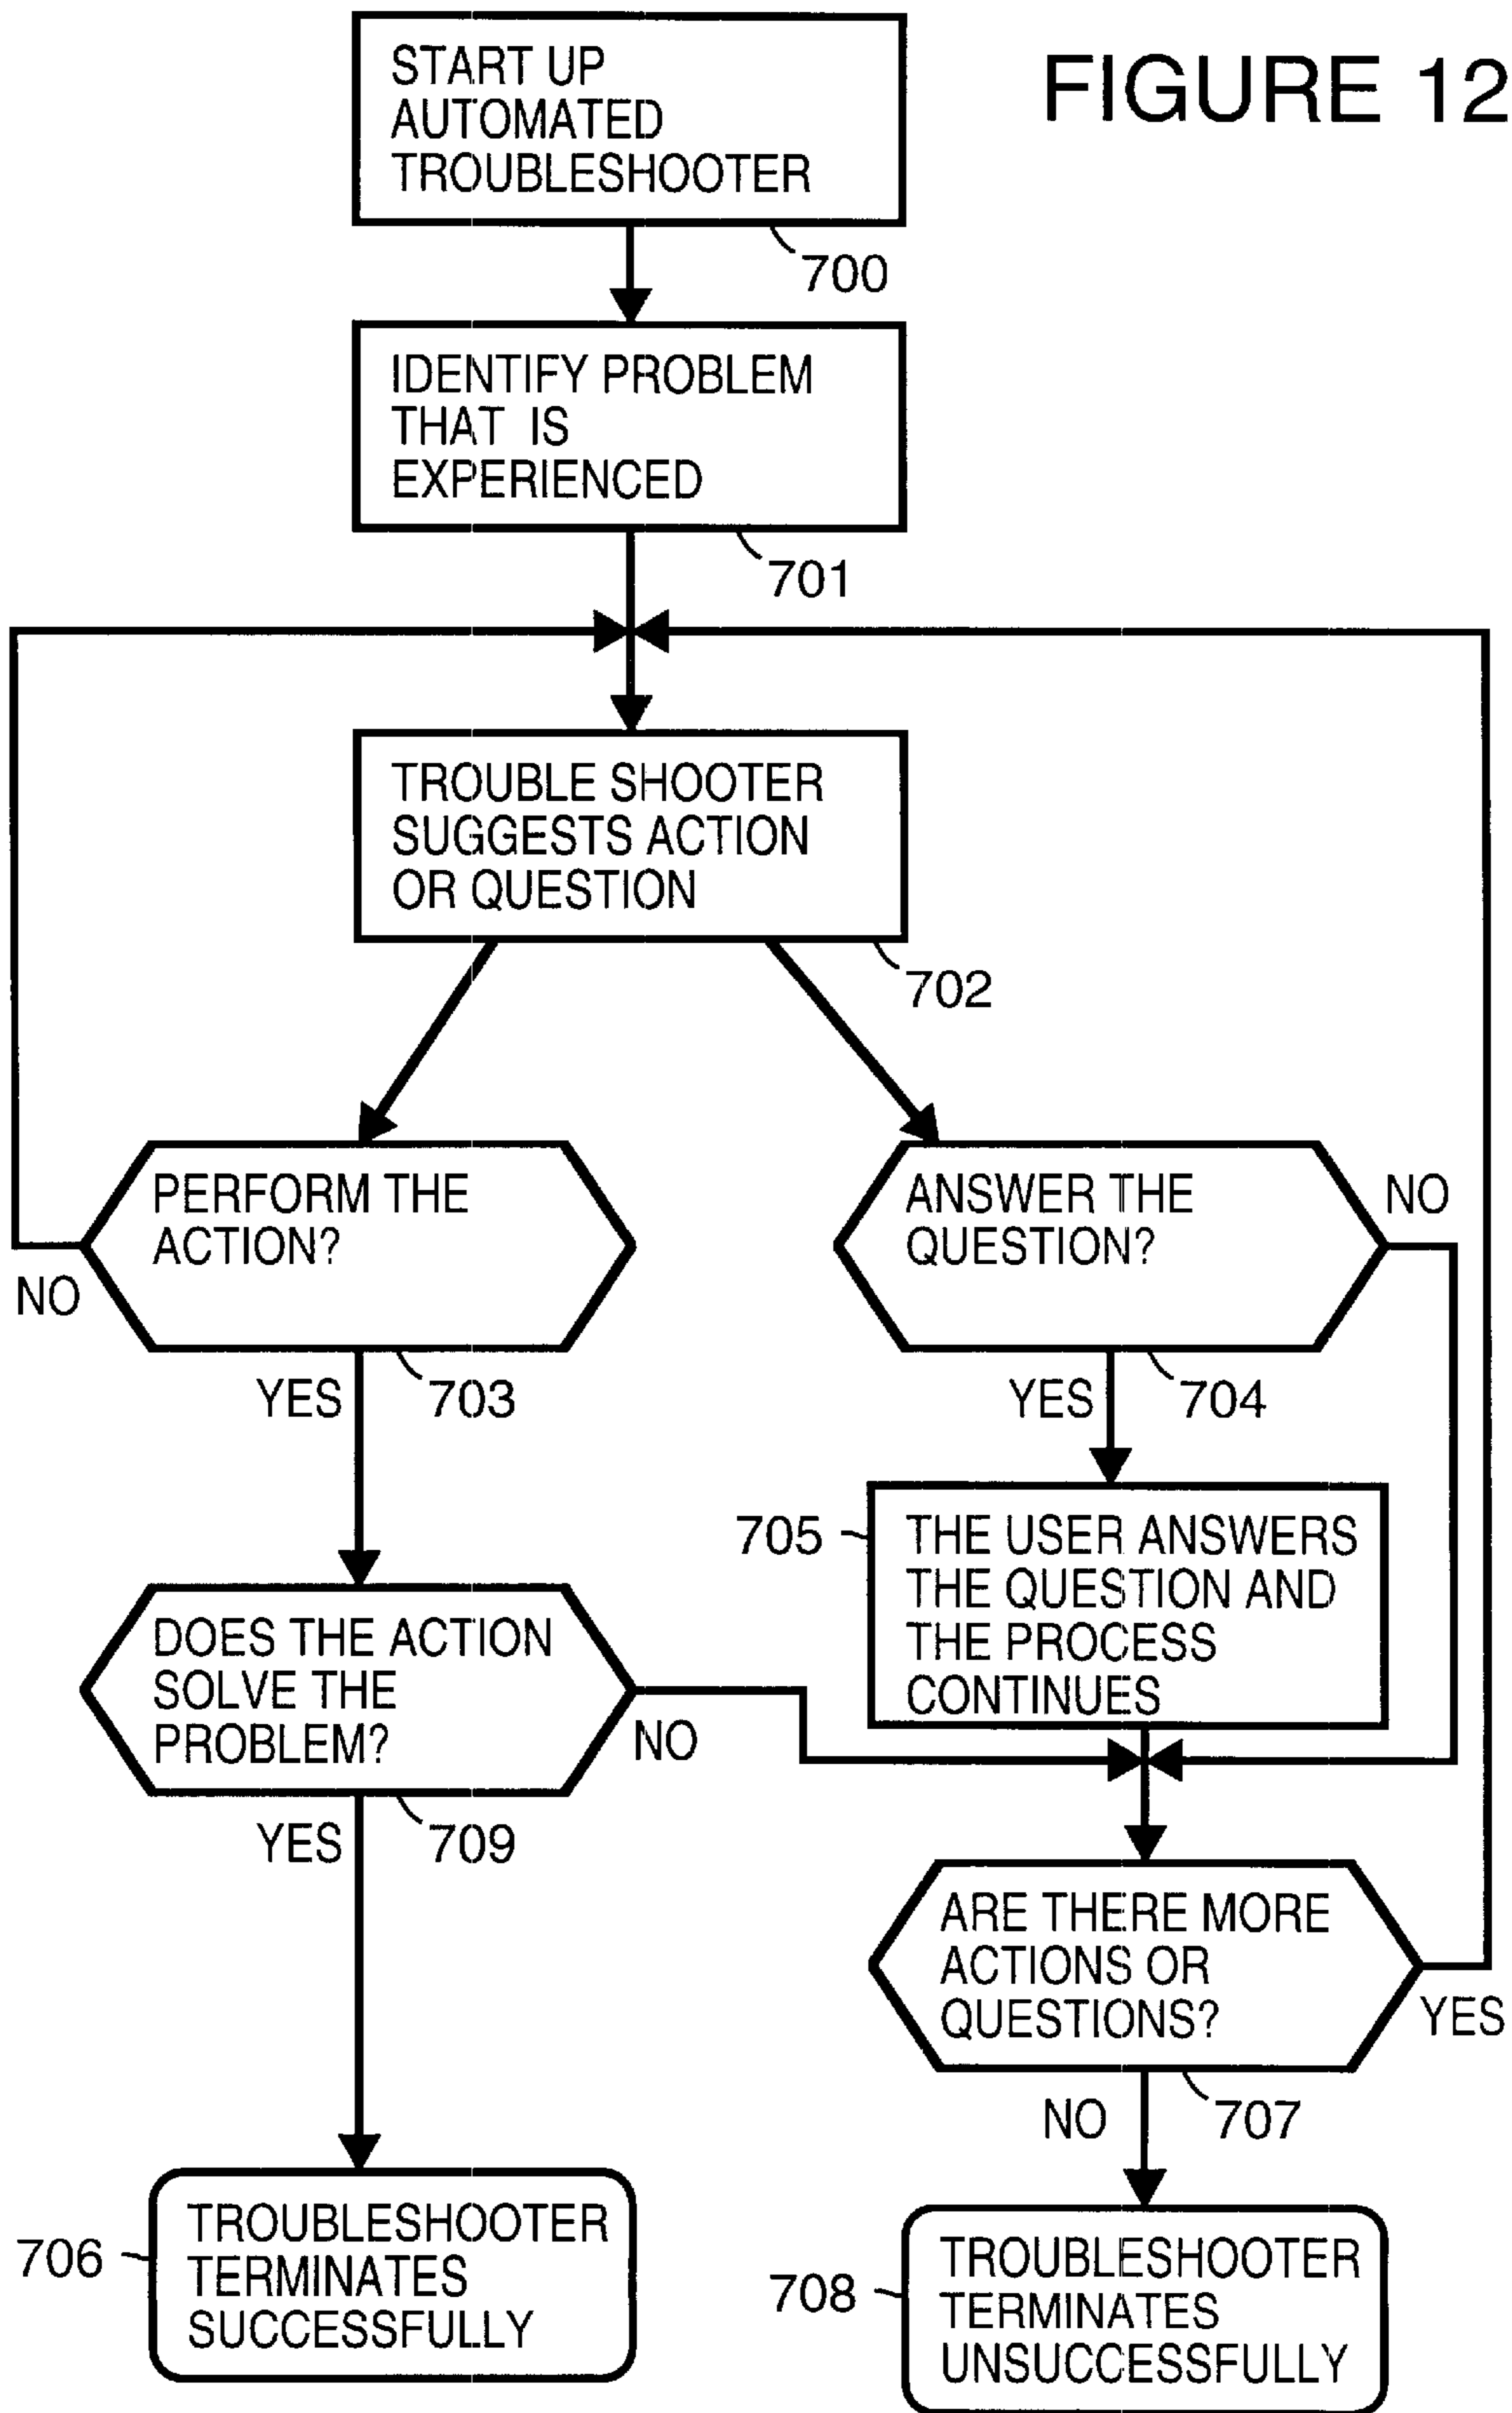 FIGURE 12
START UP
AUTOMATED
TROUBLESHOOTER
700
IDENTIFY PROBLEM
THAT IS
EXPERIENCED
701
TROUBLE SHOOTER
SUGGESTS ACTION
OR QUESTION
702
PERFORM THE
ACTION?
NO
YES
703
ANSWER THE
QUESTION?
NO
YES
704
705
THE USER ANSWERS
THE QUESTION AND
THE PROCESS
CONTINUES
DOES THE ACTION
SOLVE THE
PROBLEM?
NO
YES
709
ARE THERE MORE
ACTIONS OR
QUESTIONS?
YES
NO
707
706
TROUBLESHOOTER
TERMINATES
SUCCESSFULLY
708
TROUBLESHOOTER
TERMINATES
UNSUCCESSFULLY